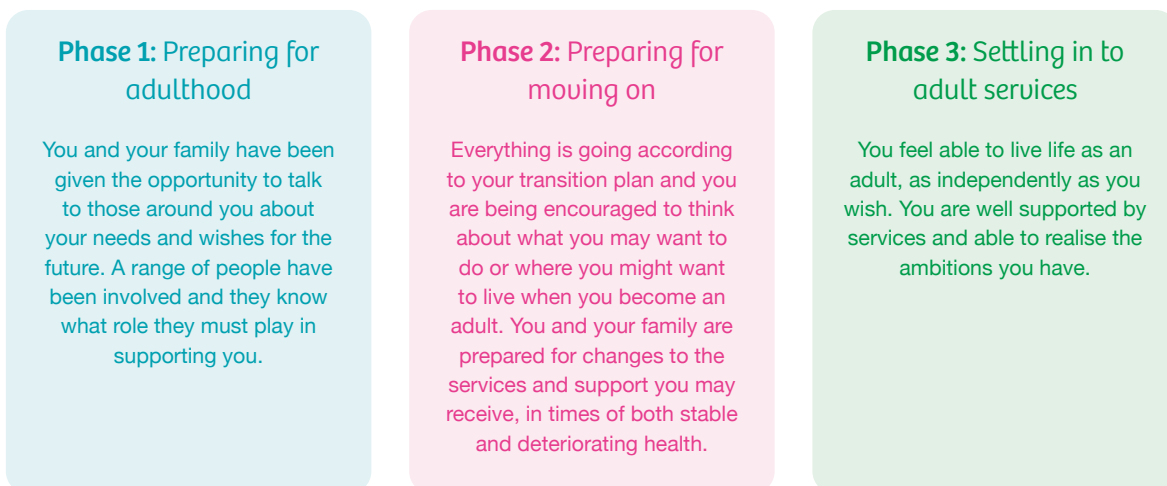 Phase 1: Preparing for
adulthood
You and your family have been
given the opportunity to talk
to those around you about
your needs and wishes for the
future. A range of people have
been involved and they know
what role they must play in
supporting you.
Phase 2: Preparing for
moving on
Everything is going according
to your transition plan and you
are being encouraged to think
about what you may want to
do or where you might want
to live when you become an
adult. You and your family are
prepared for changes to the
services and support you may
receive, in times of both stable
and deteriorating health.
Phase 3: Settling in to
adult services
You feel able to live life as an
adult, as independently as you
wish. You are well supported by
services and able to realise the
ambitions you have.